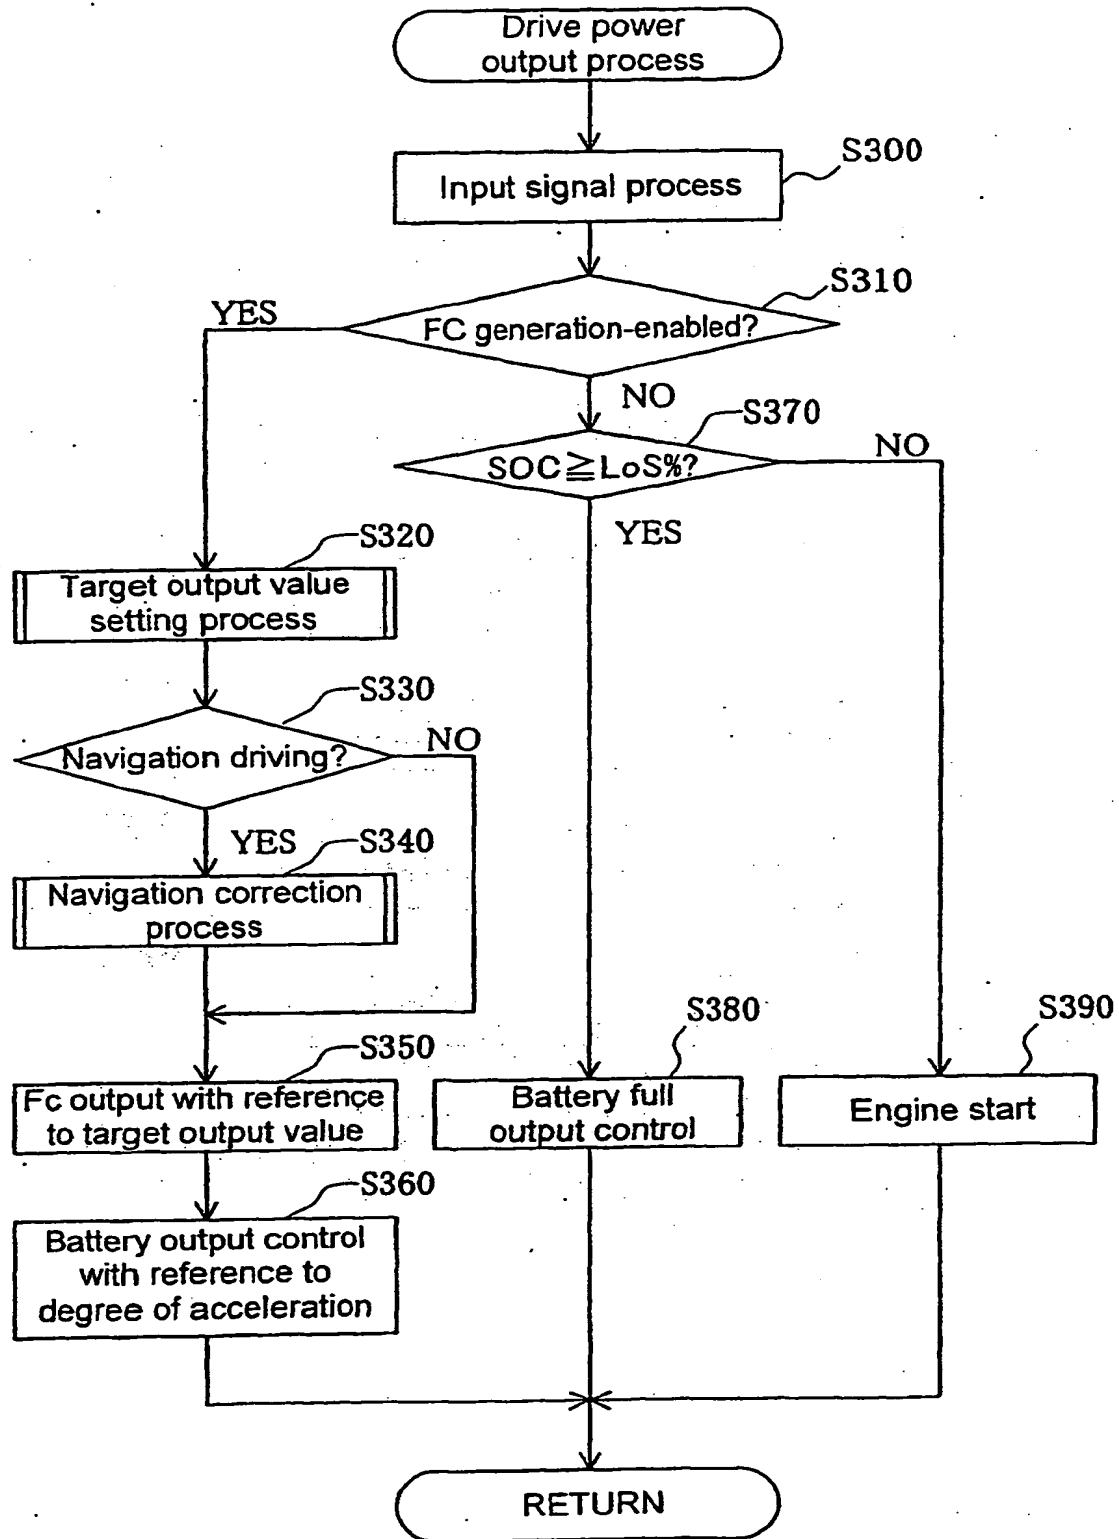 Drive power
output process
S300
Input signal process
S310
YES
FC generation-enabled?
NO
S370
NO
SOC≧LoS%?
YES
S320
Target output value
setting process
S330
Navigation driving?
NO
YES
S340
Navigation correction
process
S350
Fc output with reference
to target output value
S380
Battery full
output control
S390
Engine start
S360
Battery output control
with reference to
degree of acceleration
RETURN